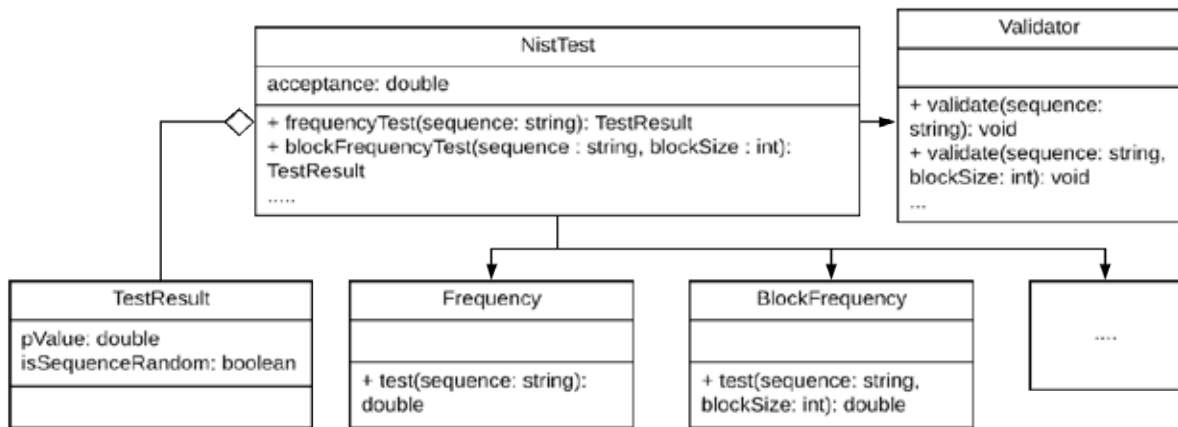 NistTest
acceptance: double
+ frequencyTest(sequence: string): TestResult
+ blockFrequencyTest(sequence : string, blockSize : int):
TestResult
.....
Validator
+ validate(sequence:
string): void
+ validate(sequence: string,
blockSize: int): void
...
TestResult
pValue: double
isSequenceRandom: boolean
Frequency
+ test(sequence: string):
double
BlockFrequency
+ test(sequence: string,
blockSize: int): double
....